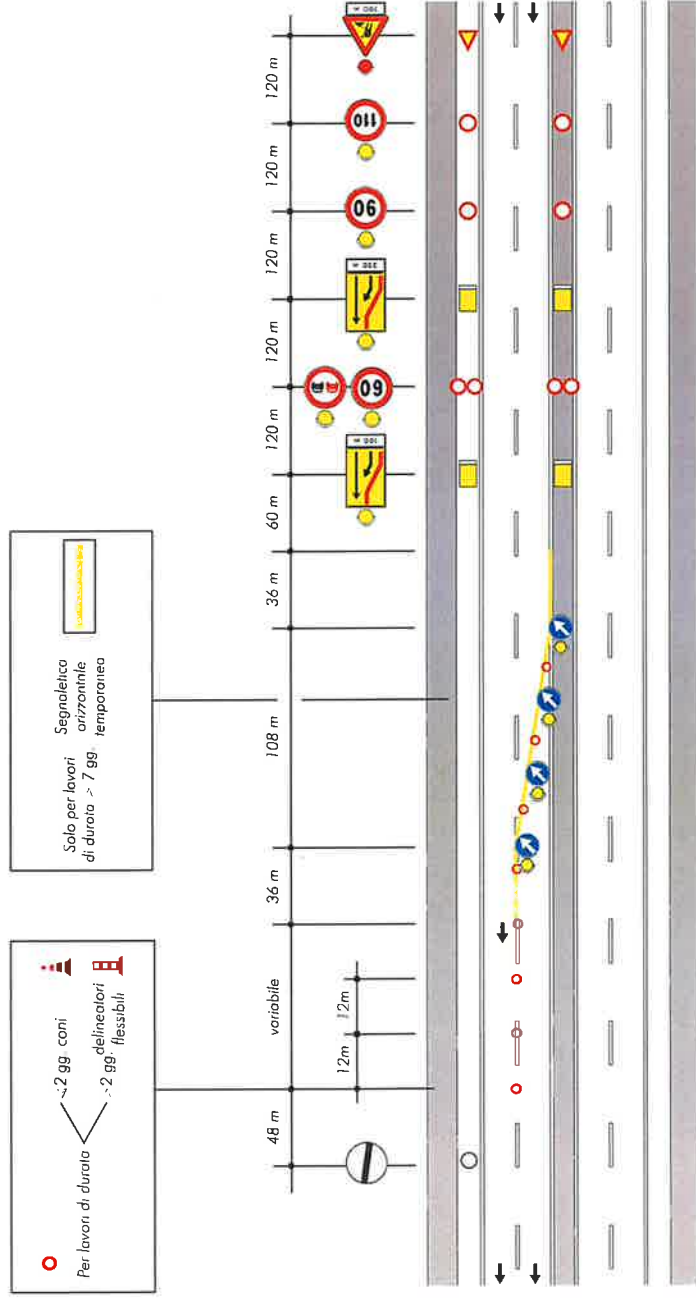 Per lavori di durata
<2 gg. coni
>2 gg. delineatori
flessibili
Solo per lavori
di durata > 7 gg.
Segnaletica
orizzontale
temporanea
48 m
variabile
36 m
108 m
36 m
60 m
120 m
120 m
120 m
120 m
120 m
12m
12m
100 m
60
90
110